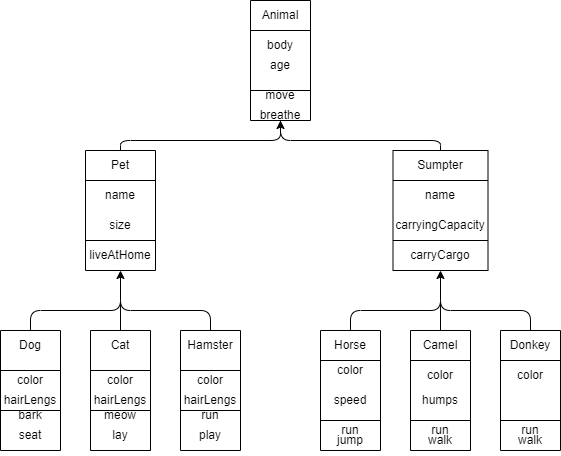 Animal
body
age
move
breathe
Pet
name
size
liveAtHome
Sumpter
name
carryingCapacity
carryCargo
Dog
color
hairLengs
bark
seat
Cat
color
hairLengs
meow
lay
Hamster
color
hairLengs
run
play
Horse
color
speed
run
jump
Camel
color
humps
run
walk
Donkey
color
run
walk